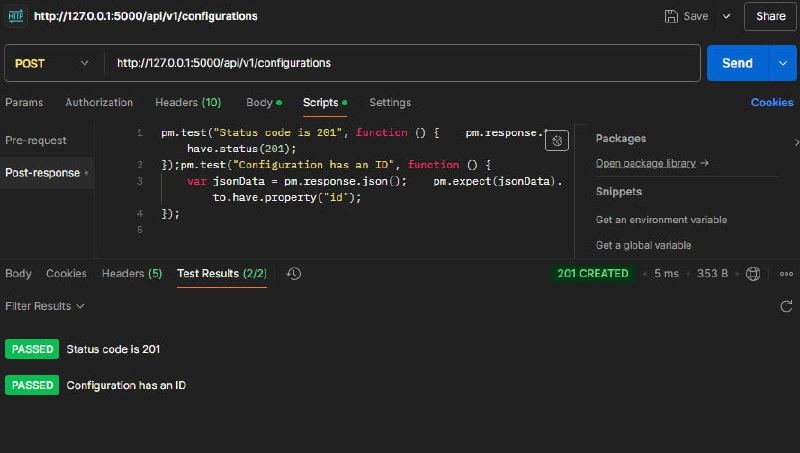 HTTP http://127.0.0.1:5000/api/v1/configurations Save Share
POST http://127.0.0.1:5000/api/v1/configurations Send
Params Authorization Headers (10) Body Scripts Settings Cookies
Pre-request
Post-response
1 pm.test("Status code is 201", function () { pm.response.
have.status(201);
2 });pm.test("Configuration has an ID", function () {
3 var jsonData = pm.response.json(); pm.expect(jsonData).
to.have.property("id");
4 });
5
Packages
Open package library →
Snippets
Get an environment variable
Get a global variable
Body Cookies Headers (5) Test Results (2/2) 201 CREATED 5 ms 353 B
Filter Results
PASSED Status code is 201
PASSED Configuration has an ID